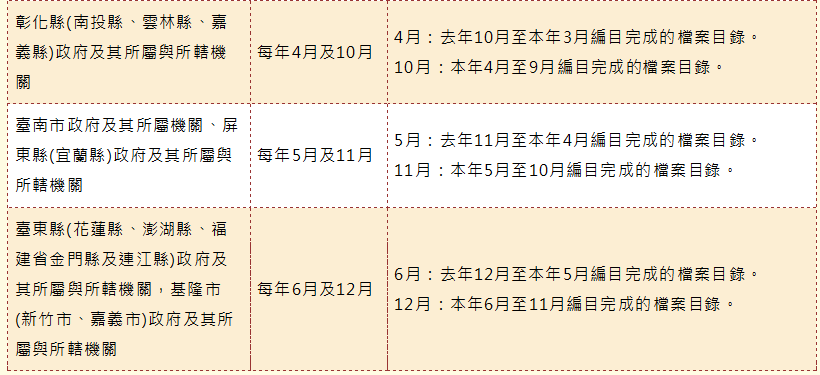 彰化縣(南投縣、雲林縣、嘉
義縣)政府及其所屬與所轄機
關
每年4月及10月
4月：去年10月至本年3月編目完成的檔案目錄。
10月：本年4月至9月編目完成的檔案目錄。
臺南市政府及其所屬機關、屏
東縣(宜蘭縣)政府及其所屬與
所轄機關
每年5月及11月
5月：去年11月至本年4月編目完成的檔案目錄。
11月：本年5月至10月編目完成的檔案目錄。
臺東縣(花蓮縣、澎湖縣、福
建省金門縣及連江縣)政府及
其所屬與所轄機關，基隆市
(新竹市、嘉義市)政府及其所
屬與所轄機關
每年6月及12月
6月：去年12月至本年5月編目完成的檔案目錄。
12月：本年6月至11月編目完成的檔案目錄。